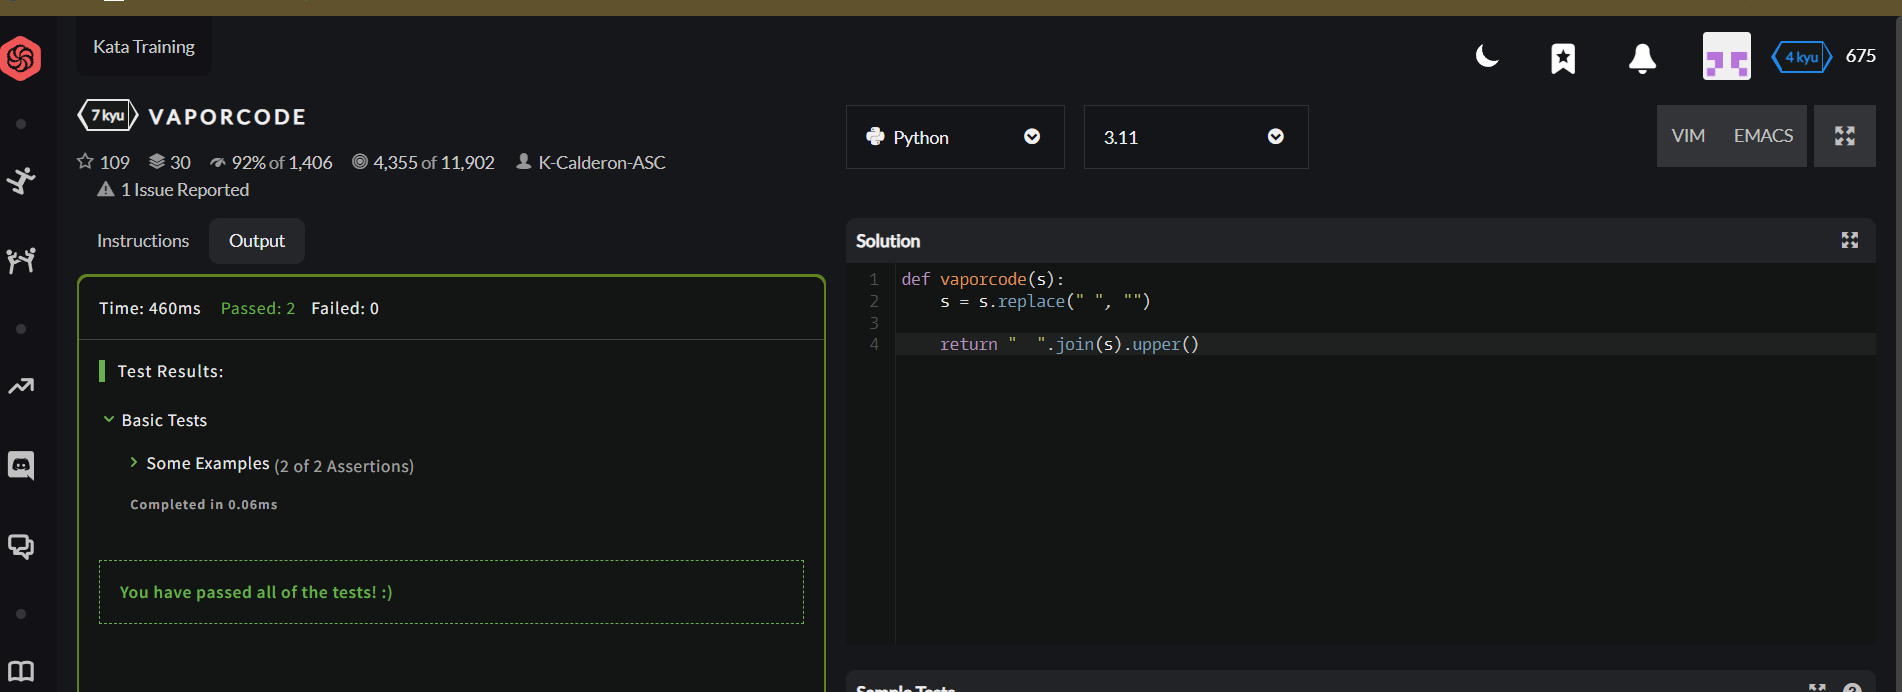 Kata Training
4 kyu 675
7 kyu VAPORCODE
109 30 92% of 1,406 4,355 of 11,902 K-Calderon-ASC
1 Issue Reported
Python 3.11 VIM EMACS
Instructions Output
Time: 460ms Passed: 2 Failed: 0
Test Results:
Basic Tests
Some Examples (2 of 2 Assertions)
Completed in 0.06ms
You have passed all of the tests! :)
Solution
1 def vaporcode(s):
2     s = s.replace(" ", "")
3
4     return "  ".join(s).upper()
Sample Tests